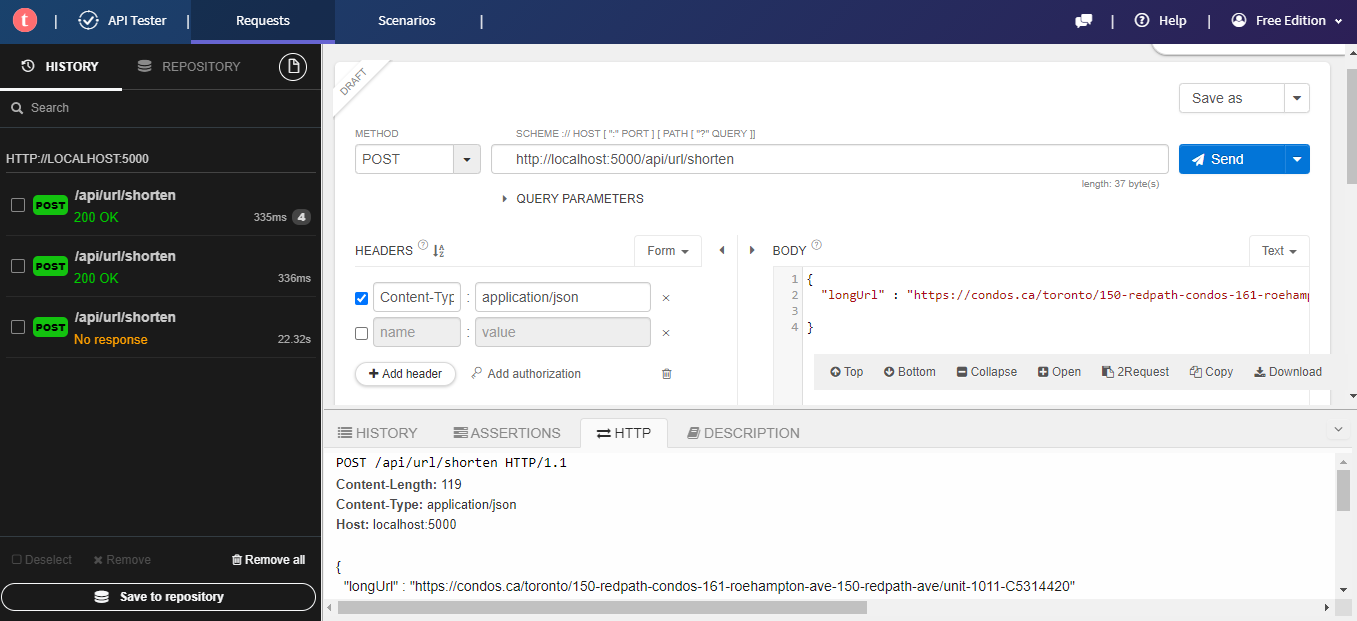 t | API Tester | Requests Scenarios | | Help | Free Edition
HISTORY REPOSITORY
Search
HTTP://LOCALHOST:5000
POST /api/url/shorten
200 OK 335ms 4
POST /api/url/shorten
200 OK 336ms
POST /api/url/shorten
No response 22.32s
Deselect Remove Remove all
Save to repository
DRAFT
Save as
METHOD SCHEME :// HOST [ ":" PORT ] [ PATH [ "?" QUERY ]]
POST http://localhost:5000/api/url/shorten Send
length: 37 byte(s)
QUERY PARAMETERS
HEADERS ? Form
Content-Typ : application/json ×
name : value ×
+ Add header Add authorization
BODY ? Text
1 {
2 "longUrl" : "https://condos.ca/toronto/150-redpath-condos-161-roeham
3
4 }
Top Bottom Collapse Open 2Request Copy Download
HISTORY ASSERTIONS HTTP DESCRIPTION
POST /api/url/shorten HTTP/1.1
Content-Length: 119
Content-Type: application/json
Host: localhost:5000
{
"longUrl" : "https://condos.ca/toronto/150-redpath-condos-161-roehampton-ave-150-redpath-ave/unit-1011-C5314420"